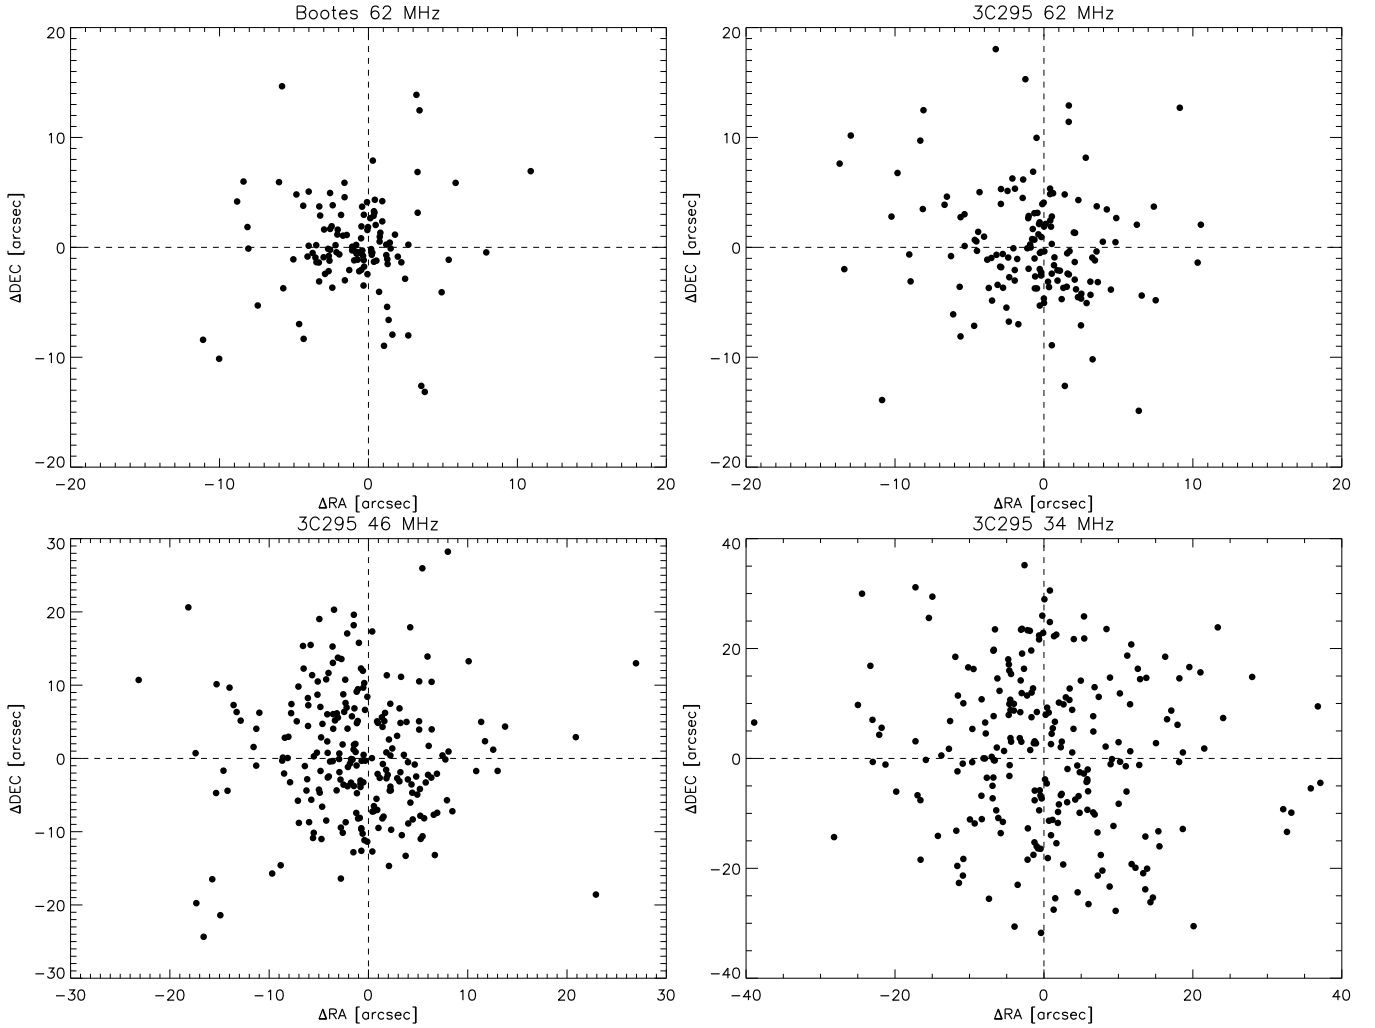 Bootes 62 MHz
20
10
0
−10
−20
ΔDEC [arcsec]
−20 −10 0 10 20
ΔRA [arcsec]
3C295 62 MHz
20
10
0
−10
−20
ΔDEC [arcsec]
−20 −10 0 10 20
ΔRA [arcsec]
3C295 46 MHz
30
20
10
0
−10
−20
−30
ΔDEC [arcsec]
−30 −20 −10 0 10 20 30
ΔRA [arcsec]
3C295 34 MHz
40
20
0
−20
−40
ΔDEC [arcsec]
−40 −20 0 20 40
ΔRA [arcsec]